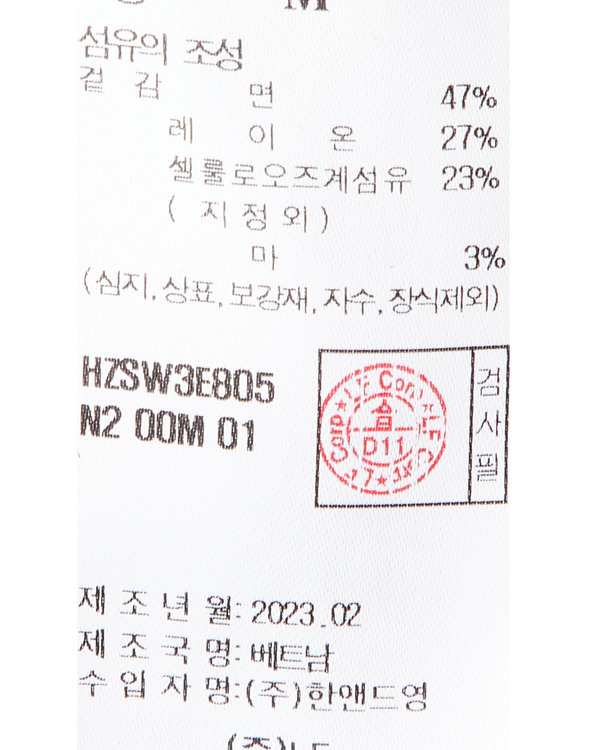 M
섬유의 조성
겉 감 면 47%
레 이 온 27%
셀룰로오즈계섬유 23%
( 지 정 외 )
마 3%
(심지, 상표, 보강재, 자수, 장식제외)
HZSW3E805
N2 00M 01
LF Corp
합
D11
검사필
제 조 년 월: 2023.02
제 조 국 명: 베트남
수 입 자 명:(주)한앤드영